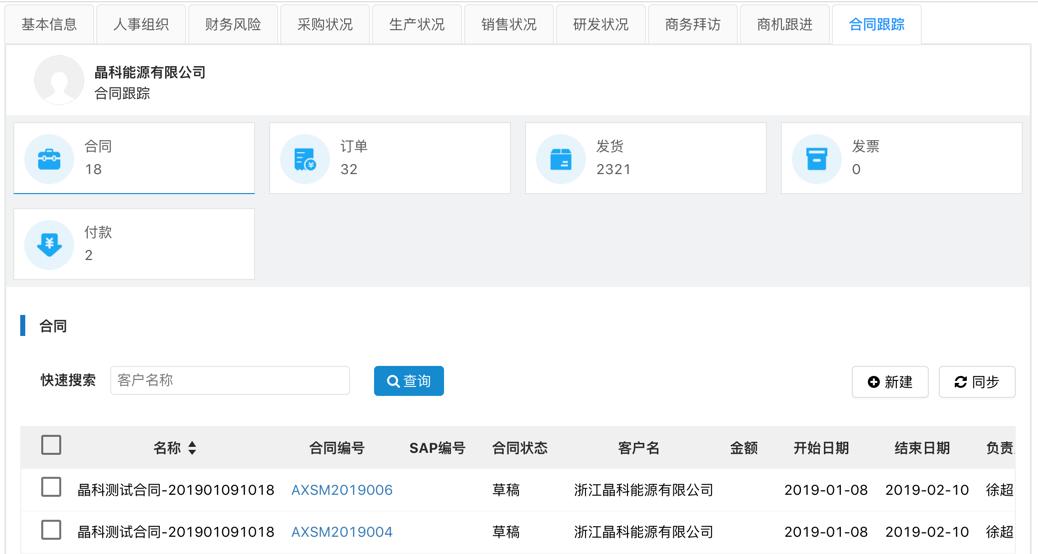 基本信息 人事组织 财务风险 采购状况 生产状况 销售状况 研发状况 商务拜访 商机跟进 合同跟踪
晶科能源有限公司
合同跟踪
合同
18
订单
32
发货
2321
发票
0
付款
2
合同
快速搜索 客户名称 查询 新建 同步
名称 合同编号 SAP编号 合同状态 客户名 金额 开始日期 结束日期 负责
晶科测试合同-201901091018 AXSM2019006 草稿 浙江晶科能源有限公司 2019-01-08 2019-02-10 徐超
晶科测试合同-201901091018 AXSM2019004 草稿 浙江晶科能源有限公司 2019-01-08 2019-02-10 徐超